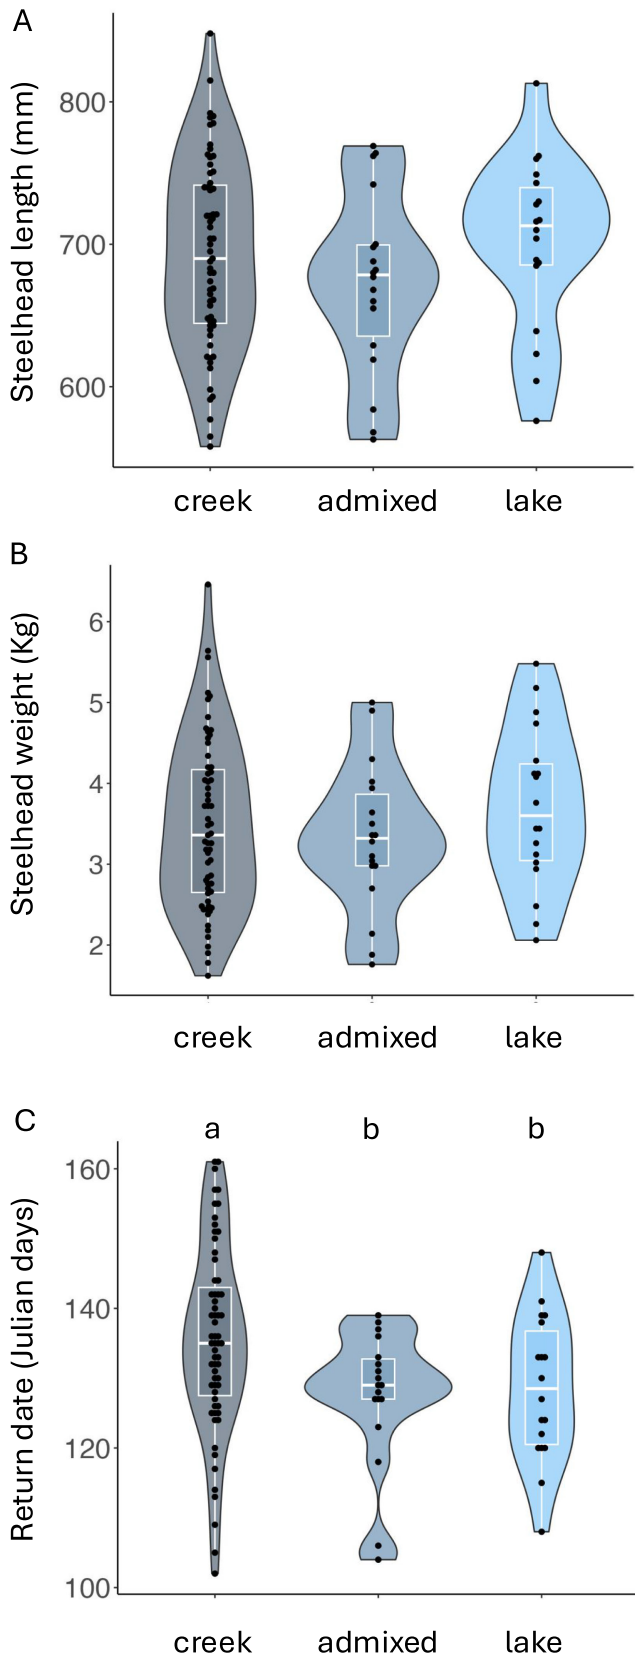 A
Steelhead length (mm)
800
700
600
creek admixed lake
B
Steelhead weight (Kg)
6
5
4
3
2
creek admixed lake
C
a b b
Return date (Julian days)
160
140
120
100
creek admixed lake